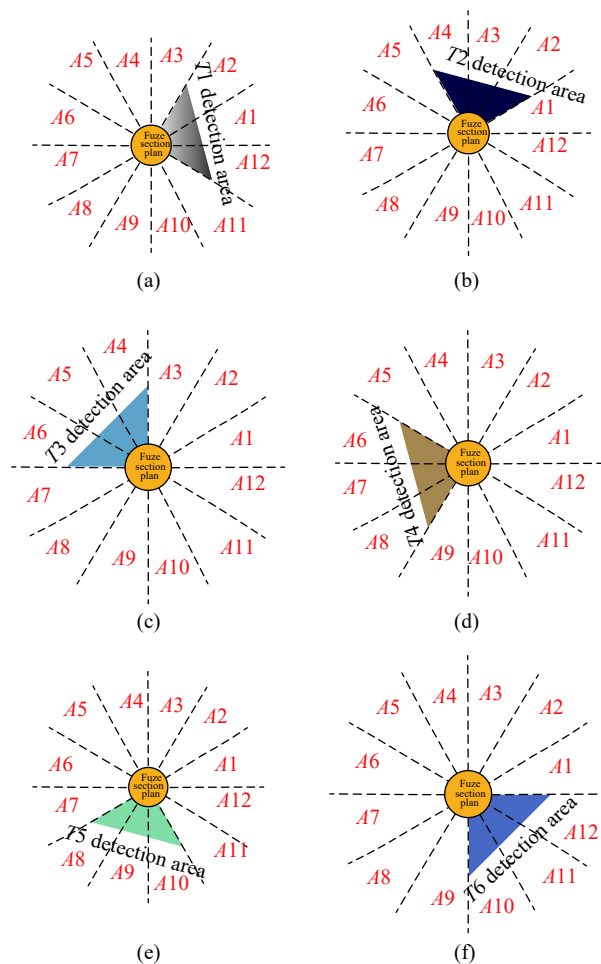 A5
A4
A3
A2
A6
A1
Fuze
section
plan
A7
A12
A8
A9
A10
A11
T1 detection area
(a)
A5
A4
A3
A2
T2 detection area
A6
A1
Fuze
section
plan
A7
A12
A8
A9
A10
A11
(b)
A4
A3
A5
A2
T3 detection area
A6
A1
Fuze
section
plan
A7
A12
A8
A9
A10
A11
(c)
A4
A3
A5
A2
A6
A1
T4 detection area
Fuze
section
plan
A7
A12
A8
A9
A10
A11
(d)
A5
A4
A3
A2
A6
A1
Fuze
section
plan
A7
A12
T5 detection area
A8
A9
A10
A11
(e)
A4
A3
A5
A2
A6
A1
Fuze
section
plan
A7
A12
T6 detection area
A8
A11
A9
A10
(f)